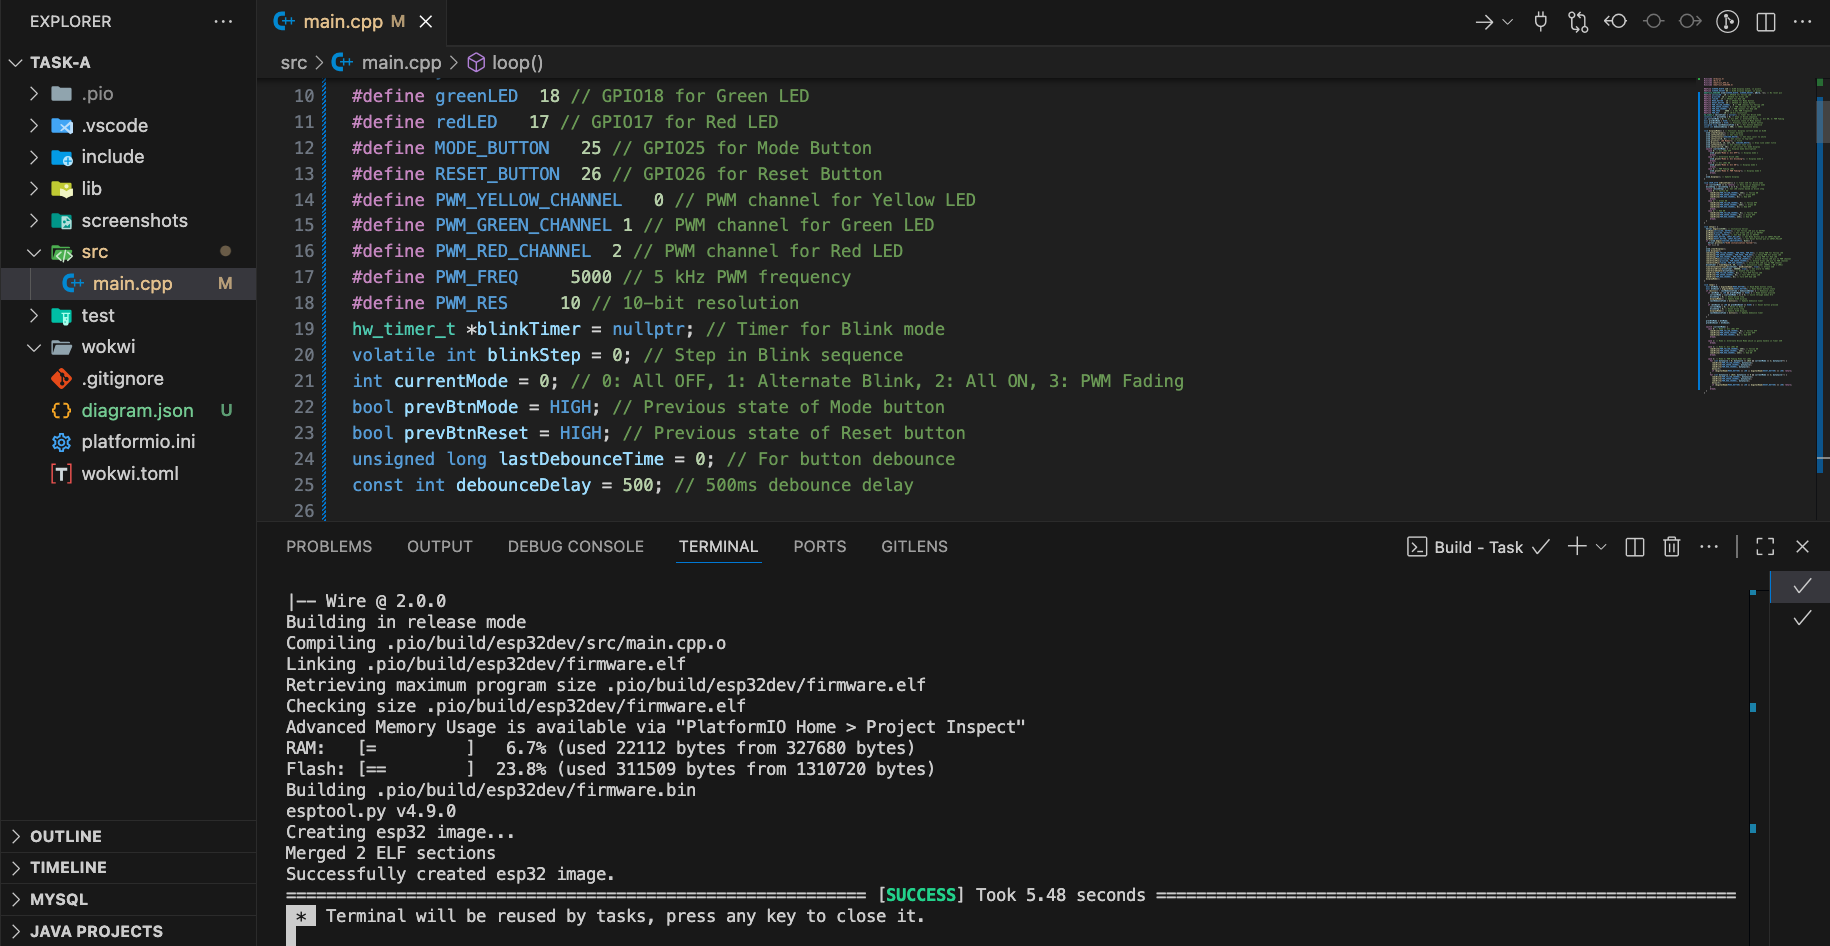 EXPLORER
TASK-A
.pio
.vscode
include
lib
screenshots
src
main.cpp M
test
wokwi
.gitignore
diagram.json U
platformio.ini
wokwi.toml
OUTLINE
TIMELINE
MYSQL
JAVA PROJECTS
main.cpp M
src > main.cpp > loop()
10 #define greenLED 18 // GPIO18 for Green LED
11 #define redLED 17 // GPIO17 for Red LED
12 #define MODE_BUTTON 25 // GPIO25 for Mode Button
13 #define RESET_BUTTON 26 // GPIO26 for Reset Button
14 #define PWM_YELLOW_CHANNEL 0 // PWM channel for Yellow LED
15 #define PWM_GREEN_CHANNEL 1 // PWM channel for Green LED
16 #define PWM_RED_CHANNEL 2 // PWM channel for Red LED
17 #define PWM_FREQ 5000 // 5 kHz PWM frequency
18 #define PWM_RES 10 // 10-bit resolution
19 hw_timer_t *blinkTimer = nullptr; // Timer for Blink mode
20 volatile int blinkStep = 0; // Step in Blink sequence
21 int currentMode = 0; // 0: All OFF, 1: Alternate Blink, 2: All ON, 3: PWM Fading
22 bool prevBtnMode = HIGH; // Previous state of Mode button
23 bool prevBtnReset = HIGH; // Previous state of Reset button
24 unsigned long lastDebounceTime = 0; // For button debounce
25 const int debounceDelay = 500; // 500ms debounce delay
26
PROBLEMS OUTPUT DEBUG CONSOLE TERMINAL PORTS GITLENS
Build - Task
|-- Wire @ 2.0.0
Building in release mode
Compiling .pio/build/esp32dev/src/main.cpp.o
Linking .pio/build/esp32dev/firmware.elf
Retrieving maximum program size .pio/build/esp32dev/firmware.elf
Checking size .pio/build/esp32dev/firmware.elf
Advanced Memory Usage is available via "PlatformIO Home > Project Inspect"
RAM: [= ] 6.7% (used 22112 bytes from 327680 bytes)
Flash: [== ] 23.8% (used 311509 bytes from 1310720 bytes)
Building .pio/build/esp32dev/firmware.bin
esptool.py v4.9.0
Creating esp32 image...
Merged 2 ELF sections
Successfully created esp32 image.
========================================================== [SUCCESS] Took 5.48 seconds ==========================================================
* Terminal will be reused by tasks, press any key to close it.